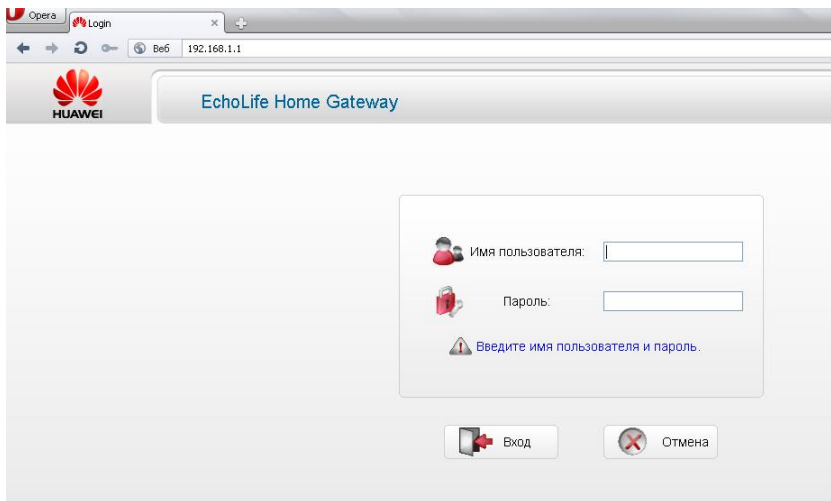 Opera
Login
Веб
192.168.1.1
HUAWEI
EchoLife Home Gateway
Имя пользователя:
Пароль:
Введите имя пользователя и пароль.
Вход
Отмена